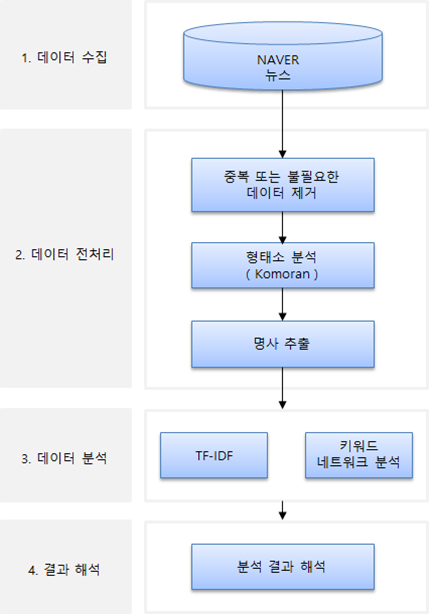 1. 데이터 수집
NAVER
뉴스
2. 데이터 전처리
중복 또는 불필요한
데이터 제거
형태소 분석
( Komoran )
명사 추출
3. 데이터 분석
TF-IDF
키워드
네트워크 분석
4. 결과 해석
분석 결과 해석